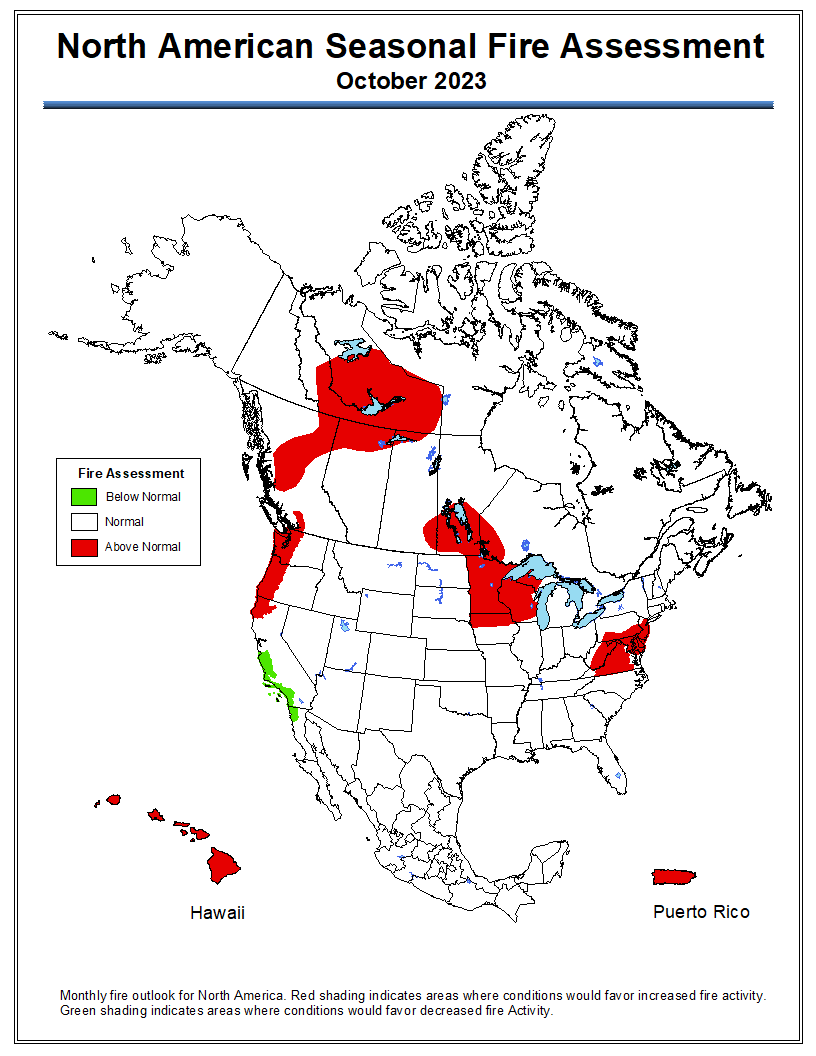 North American Seasonal Fire Assessment
October 2023
Fire Assessment
Below Normal
Normal
Above Normal
Hawaii
Puerto Rico
Monthly fire outlook for North America. Red shading indicates areas where conditions would favor increased fire activity.
Green shading indicates areas where conditions would favor decreased fire Activity.